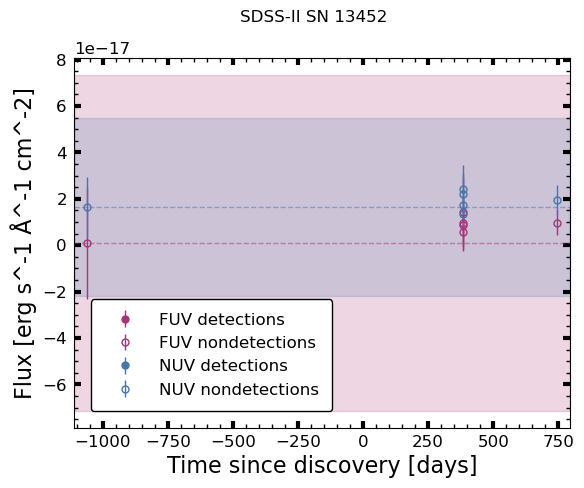 SDSS-II SN 13452
1e−17
8
6
4
2
0
−2
−4
−6
Flux [erg s^-1 Å^-1 cm^-2]
FUV detections
FUV nondetections
NUV detections
NUV nondetections
−1000 −750 −500 −250 0 250 500 750
Time since discovery [days]